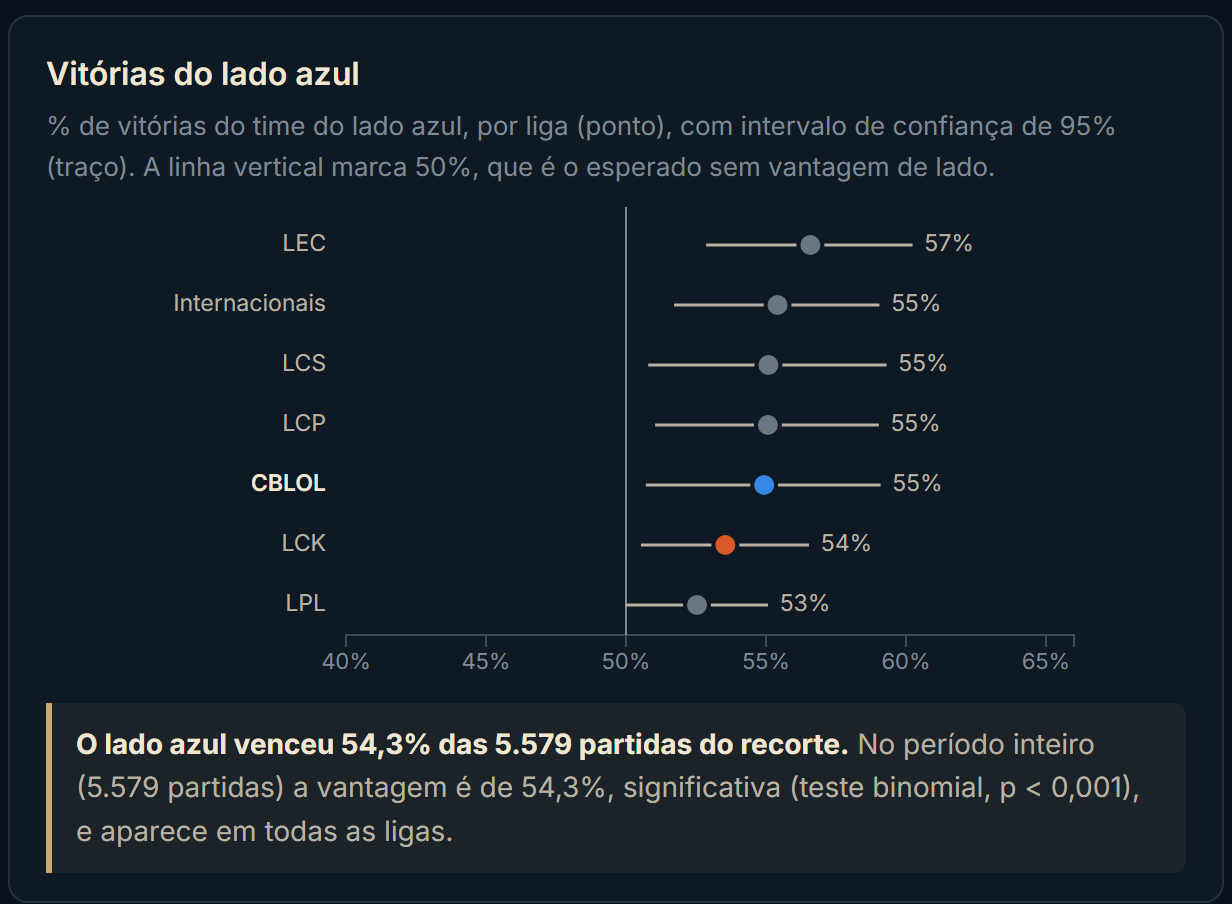 Vitórias do lado azul
% de vitórias do time do lado azul, por liga (ponto), com intervalo de confiança de 95%
(traço). A linha vertical marca 50%, que é o esperado sem vantagem de lado.
LEC 57%
Internacionais 55%
LCS 55%
LCP 55%
CBLOL 55%
LCK 54%
LPL 53%
40% 45% 50% 55% 60% 65%
O lado azul venceu 54,3% das 5.579 partidas do recorte. No período inteiro
(5.579 partidas) a vantagem é de 54,3%, significativa (teste binomial, p < 0,001),
e aparece em todas as ligas.